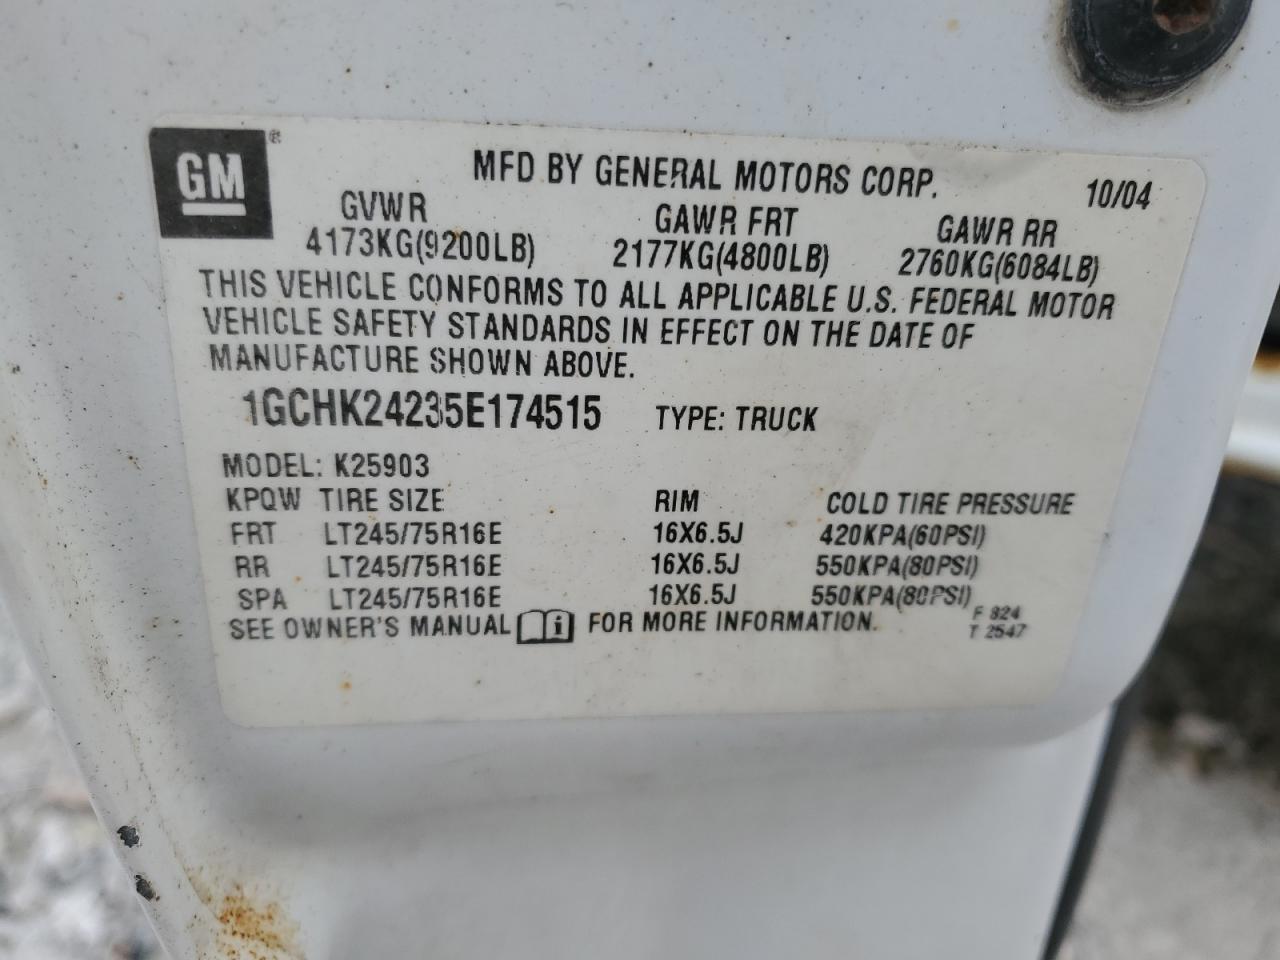 GM ®
MFD BY GENERAL MOTORS CORP. 10/04
GVWR GAWR FRT GAWR RR
4173KG(9200LB) 2177KG(4800LB) 2760KG(6084LB)
THIS VEHICLE CONFORMS TO ALL APPLICABLE U.S. FEDERAL MOTOR
VEHICLE SAFETY STANDARDS IN EFFECT ON THE DATE OF
MANUFACTURE SHOWN ABOVE.
1GCHK24235E174515 TYPE: TRUCK
MODEL: K25903
KPQW TIRE SIZE RIM COLD TIRE PRESSURE
FRT LT245/75R16E 16X6.5J 420KPA(60PSI)
RR LT245/75R16E 16X6.5J 550KPA(80PSI)
SPA LT245/75R16E 16X6.5J 550KPA(80PSI)
SEE OWNER'S MANUAL i FOR MORE INFORMATION.
F 824
T 2547